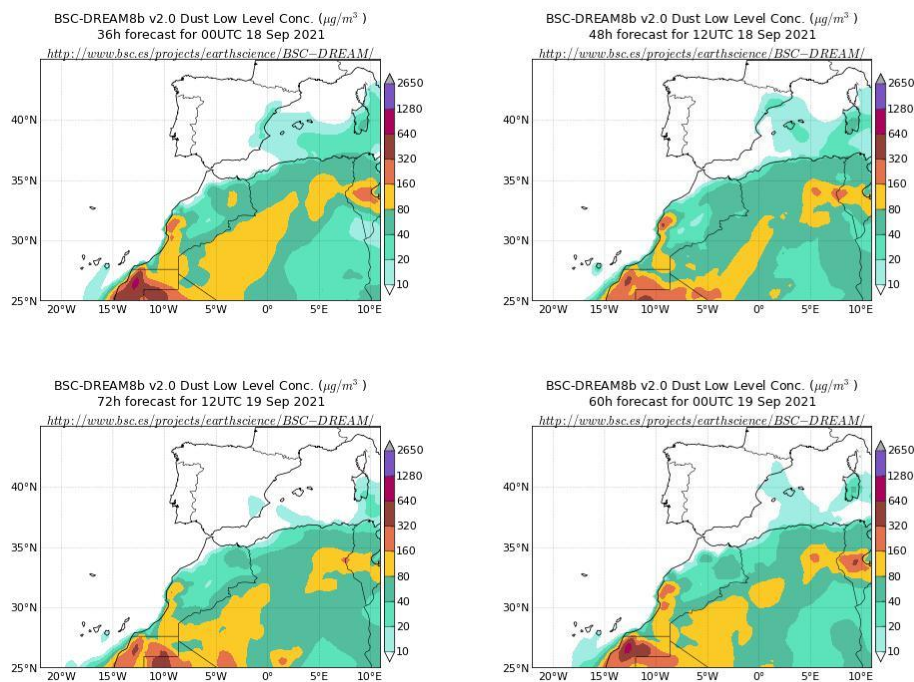 BSC-DREAM8b v2.0 Dust Low Level Conc. (μg/m³ )
36h forecast for 00UTC 18 Sep 2021
http://www.bsc.es/projects/earthscience/BSC−DREAM/
40°N
35°N
30°N
25°N
20°W 15°W 10°W 5°W 0° 5°E 10°E
2650
1280
640
320
160
80
40
20
10
BSC-DREAM8b v2.0 Dust Low Level Conc. (μg/m³ )
48h forecast for 12UTC 18 Sep 2021
http://www.bsc.es/projects/earthscience/BSC−DREAM/
40°N
35°N
30°N
25°N
20°W 15°W 10°W 5°W 0° 5°E 10°E
2650
1280
640
320
160
80
40
20
10
BSC-DREAM8b v2.0 Dust Low Level Conc. (μg/m³ )
72h forecast for 12UTC 19 Sep 2021
http://www.bsc.es/projects/earthscience/BSC−DREAM/
40°N
35°N
30°N
25°N
20°W 15°W 10°W 5°W 0° 5°E 10°E
2650
1280
640
320
160
80
40
20
10
BSC-DREAM8b v2.0 Dust Low Level Conc. (μg/m³ )
60h forecast for 00UTC 19 Sep 2021
http://www.bsc.es/projects/earthscience/BSC−DREAM/
40°N
35°N
30°N
25°N
20°W 15°W 10°W 5°W 0° 5°E 10°E
2650
1280
640
320
160
80
40
20
10